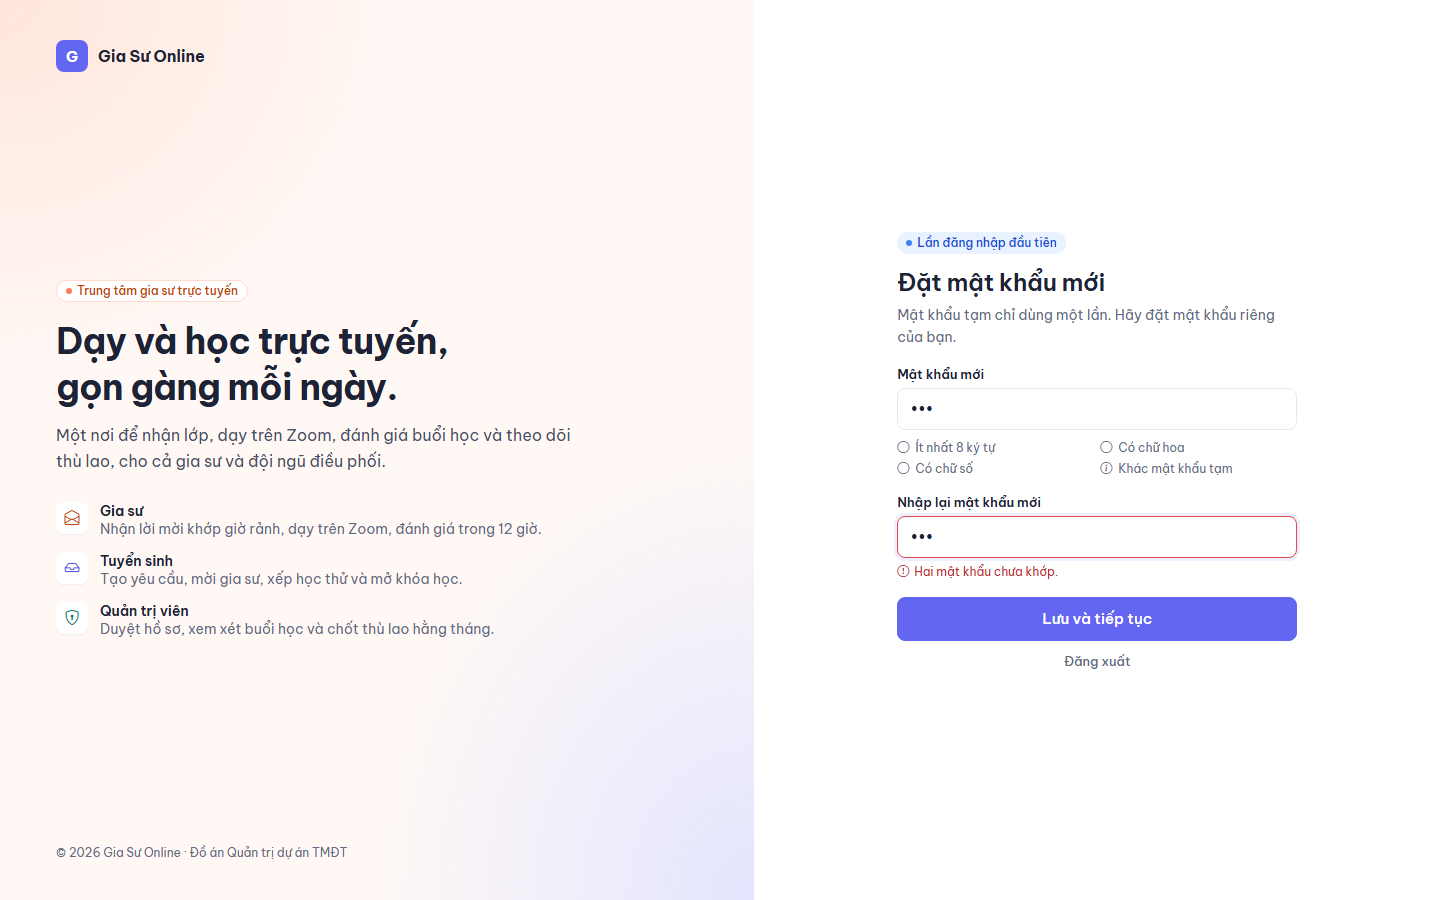 G Gia Sư Online
Trung tâm gia sư trực tuyến
Dạy và học trực tuyến,
gọn gàng mỗi ngày.
Một nơi để nhận lớp, dạy trên Zoom, đánh giá buổi học và theo dõi
thù lao, cho cả gia sư và đội ngũ điều phối.
Gia sư
Nhận lời mời khớp giờ rảnh, dạy trên Zoom, đánh giá trong 12 giờ.
Tuyển sinh
Tạo yêu cầu, mời gia sư, xếp học thử và mở khóa học.
Quản trị viên
Duyệt hồ sơ, xem xét buổi học và chốt thù lao hằng tháng.
© 2026 Gia Sư Online · Đồ án Quản trị dự án TMĐT
Lần đăng nhập đầu tiên
Đặt mật khẩu mới
Mật khẩu tạm chỉ dùng một lần. Hãy đặt mật khẩu riêng
của bạn.
Mật khẩu mới
•••
Ít nhất 8 ký tự
Có chữ hoa
Có chữ số
Khác mật khẩu tạm
Nhập lại mật khẩu mới
•••
Hai mật khẩu chưa khớp.
Lưu và tiếp tục
Đăng xuất